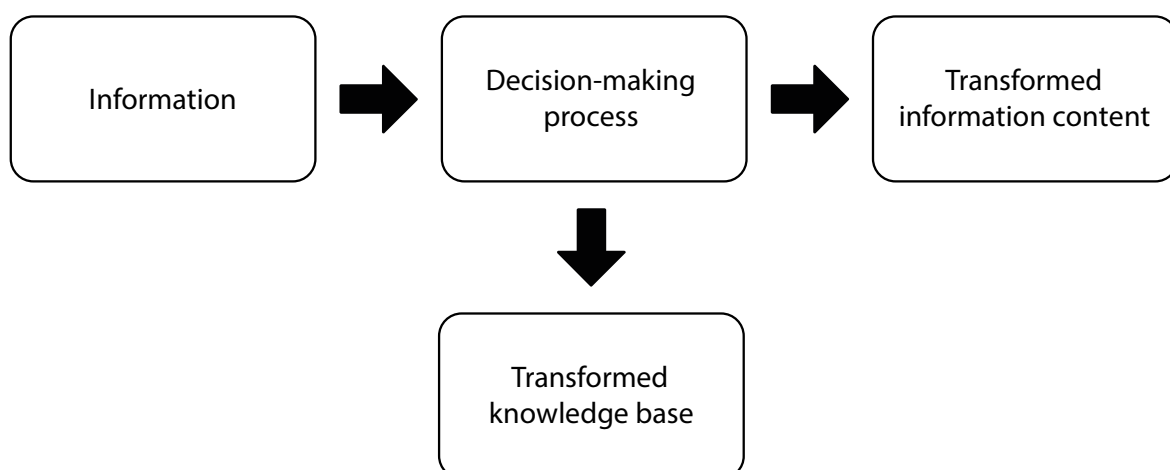 Information
Decision-making
process
Transformed
information content
Transformed
knowledge base